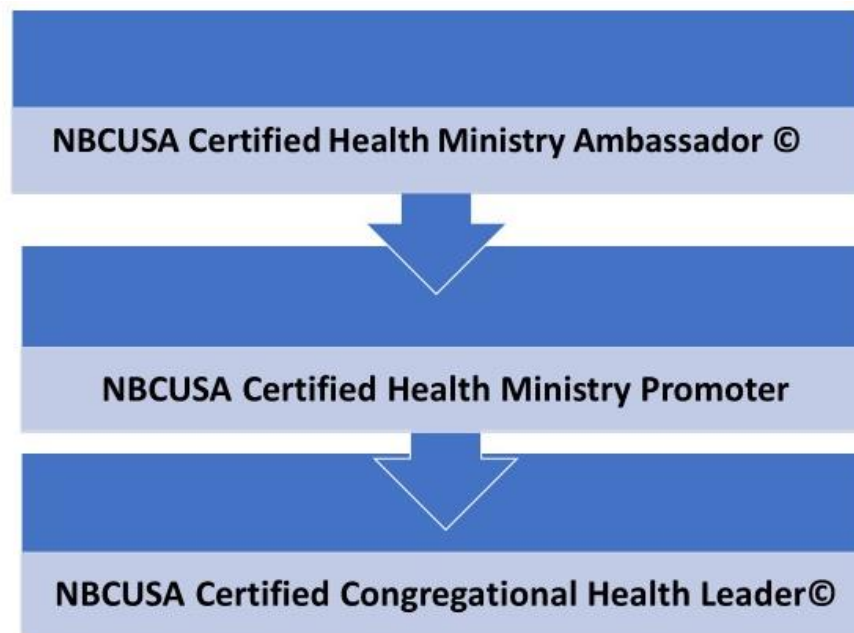 NBCUSA Certified Health Ministry Ambassador ©
NBCUSA Certified Health Ministry Promoter
NBCUSA Certified Congregational Health Leader©